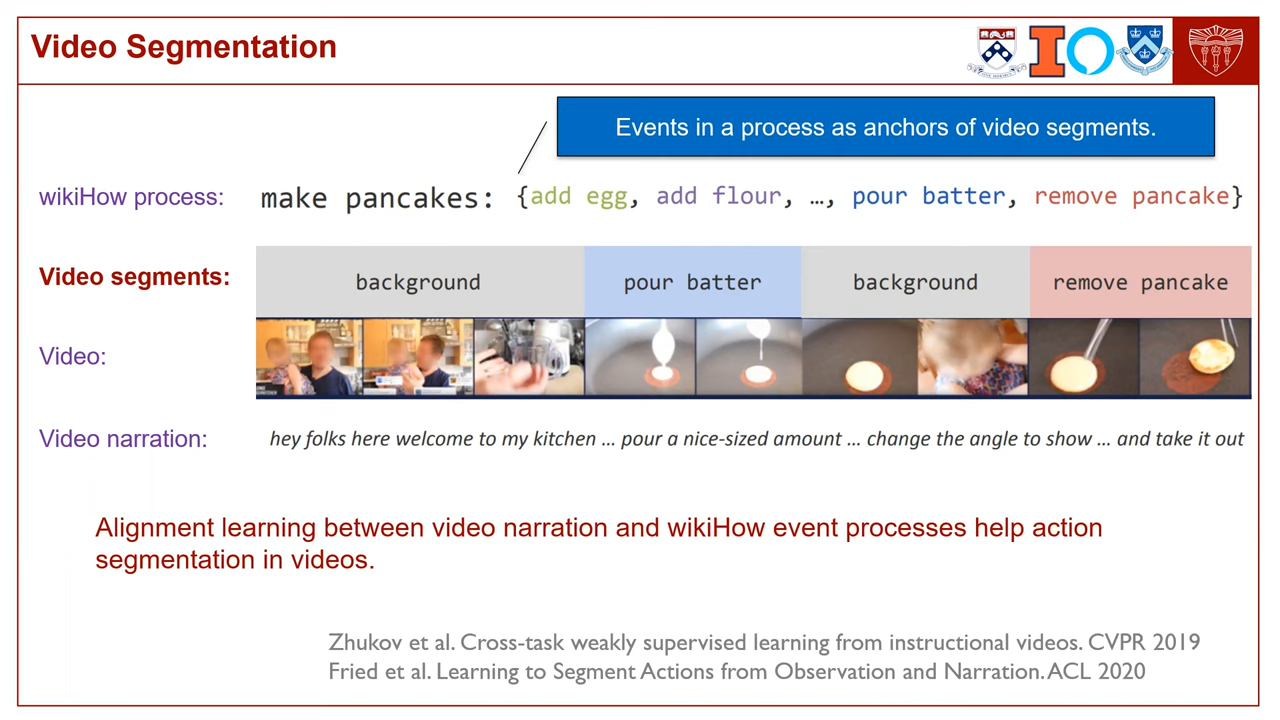 Video Segmentation
Events in a process as anchors of video segments.
wikiHow process:
make pancakes: {add egg, add flour, …, pour batter, remove pancake}
Video segments:
background
pour batter
background
remove pancake
Video:
Video narration:
hey folks here welcome to my kitchen … pour a nice-sized amount … change the angle to show … and take it out
Alignment learning between video narration and wikiHow event processes help action
segmentation in videos.
Zhukov et al. Cross-task weakly supervised learning from instructional videos. CVPR 2019
Fried et al. Learning to Segment Actions from Observation and Narration. ACL 2020